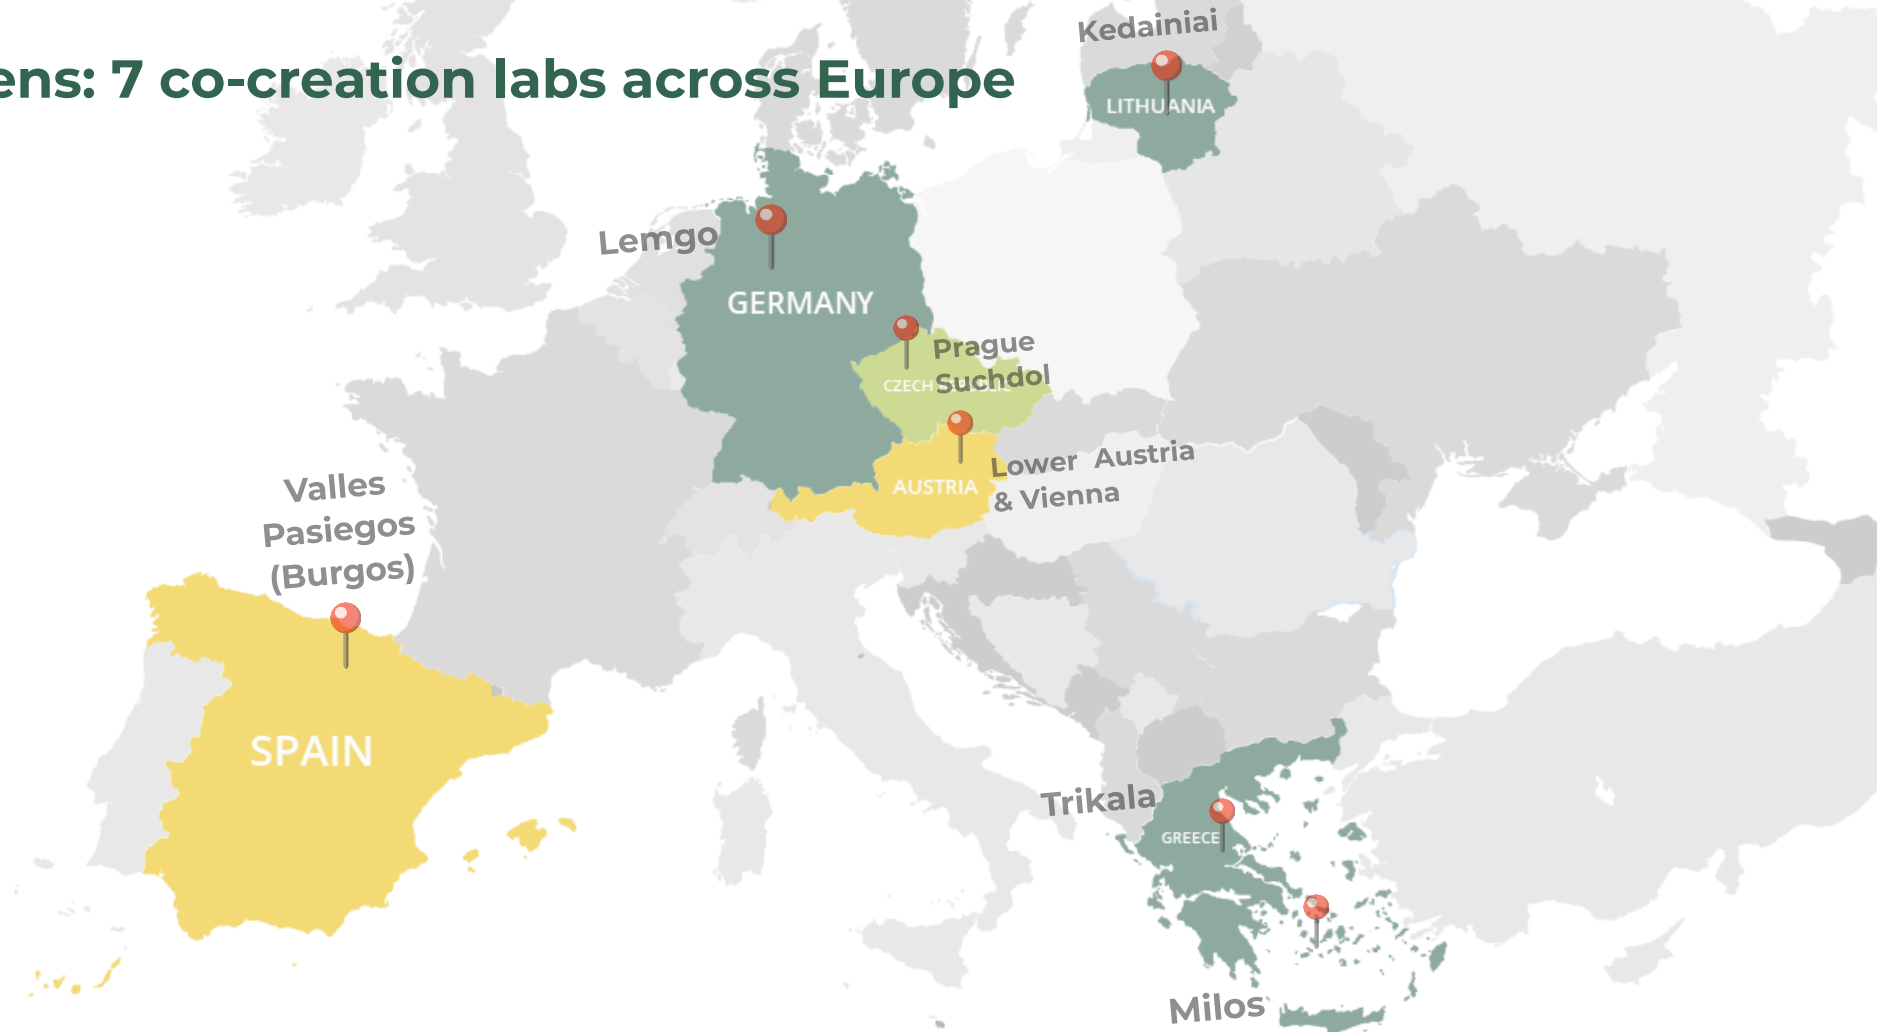 Kedainiai
ens: 7 co-creation labs across Europe
LITHUANIA
Lemgo
GERMANY
Prague
Suchdol
CZECH
Lower Austria
& Vienna
AUSTRIA
Valles
Pasiegos
(Burgos)
SPAIN
Trikala
GREECE
Milos